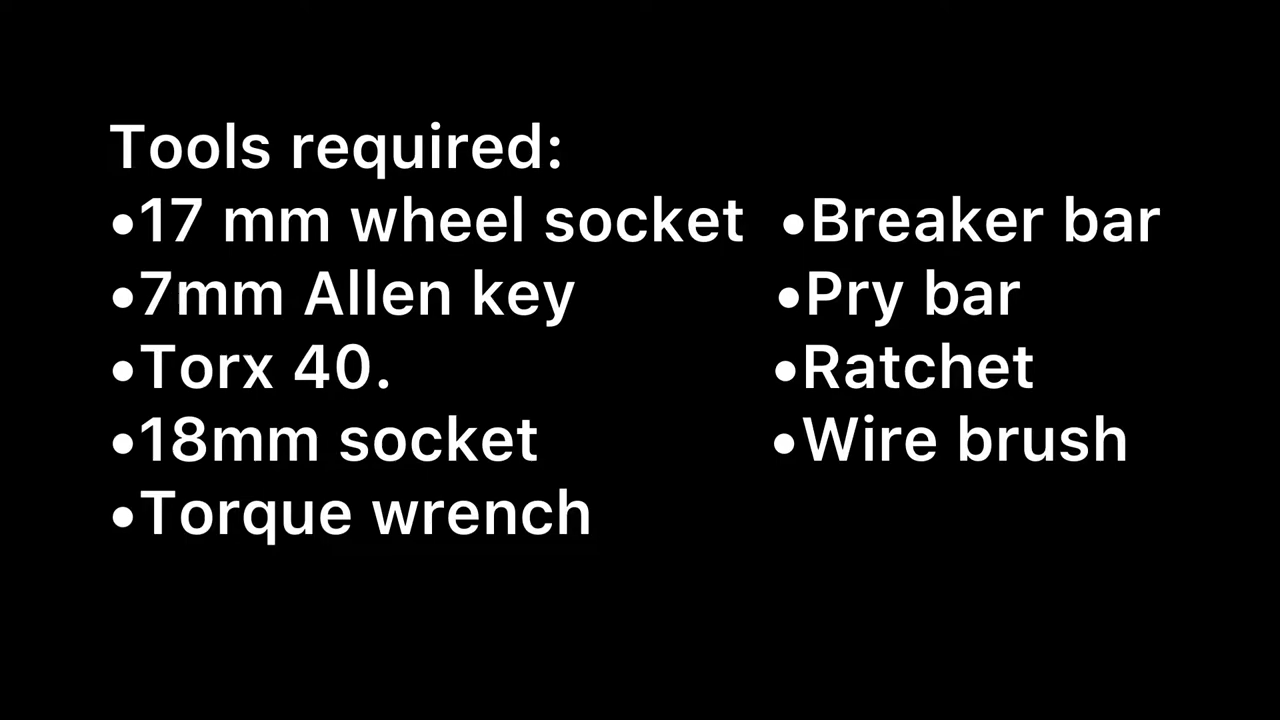 Tools required:
•17 mm wheel socket •Breaker bar
•7mm Allen key •Pry bar
•Torx 40. •Ratchet
•18mm socket •Wire brush
•Torque wrench